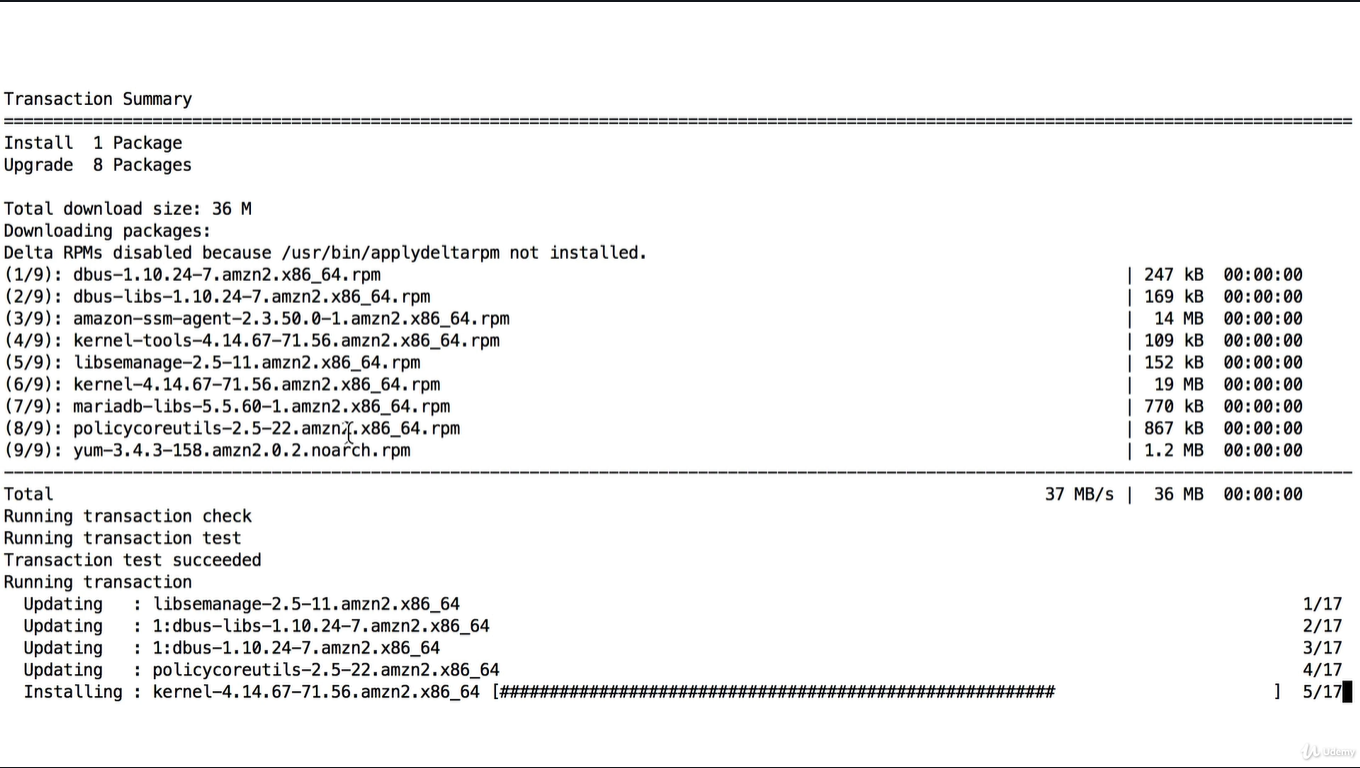 Transaction Summary
================================================================================================================================
Install  1 Package
Upgrade  8 Packages
Total download size: 36 M
Downloading packages:
Delta RPMs disabled because /usr/bin/applydeltarpm not installed.
(1/9): dbus-1.10.24-7.amzn2.x86_64.rpm | 247 kB  00:00:00
(2/9): dbus-libs-1.10.24-7.amzn2.x86_64.rpm | 169 kB  00:00:00
(3/9): amazon-ssm-agent-2.3.50.0-1.amzn2.x86_64.rpm |  14 MB  00:00:00
(4/9): kernel-tools-4.14.67-71.56.amzn2.x86_64.rpm | 109 kB  00:00:00
(5/9): libsemanage-2.5-11.amzn2.x86_64.rpm | 152 kB  00:00:00
(6/9): kernel-4.14.67-71.56.amzn2.x86_64.rpm |  19 MB  00:00:00
(7/9): mariadb-libs-5.5.60-1.amzn2.x86_64.rpm | 770 kB  00:00:00
(8/9): policycoreutils-2.5-22.amzn2.x86_64.rpm | 867 kB  00:00:00
(9/9): yum-3.4.3-158.amzn2.0.2.noarch.rpm | 1.2 MB  00:00:00
--------------------------------------------------------------------------------------------------------------------------------
Total 37 MB/s |  36 MB  00:00:00
Running transaction check
Running transaction test
Transaction test succeeded
Running transaction
  Updating   : libsemanage-2.5-11.amzn2.x86_64 1/17
  Updating   : 1:dbus-libs-1.10.24-7.amzn2.x86_64 2/17
  Updating   : 1:dbus-1.10.24-7.amzn2.x86_64 3/17
  Updating   : policycoreutils-2.5-22.amzn2.x86_64 4/17
  Installing : kernel-4.14.67-71.56.amzn2.x86_64 [######################################################## ]  5/17
Udemy